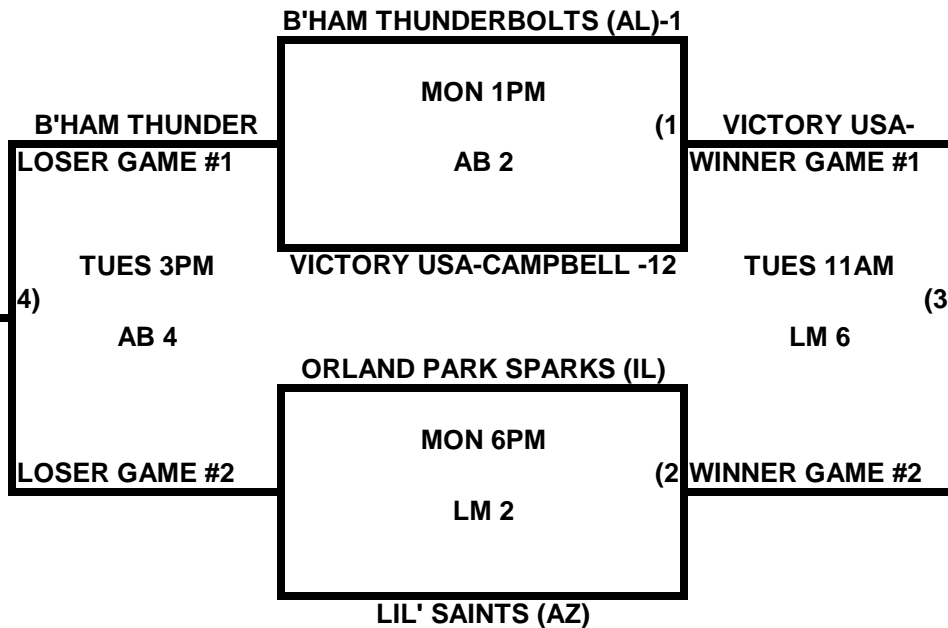 B'HAM THUNDERBOLTS (AL)-1
MON 1PM
B'HAM THUNDER
(1
VICTORY USA-
LOSER GAME #1
AB 2
WINNER GAME #1
TUES 3PM
VICTORY USA-CAMPBELL -12
TUES 11AM
4)
(3
AB 4
LM 6
ORLAND PARK SPARKS (IL)
MON 6PM
LOSER GAME #2
(2
WINNER GAME #2
LM 2
LIL' SAINTS (AZ)